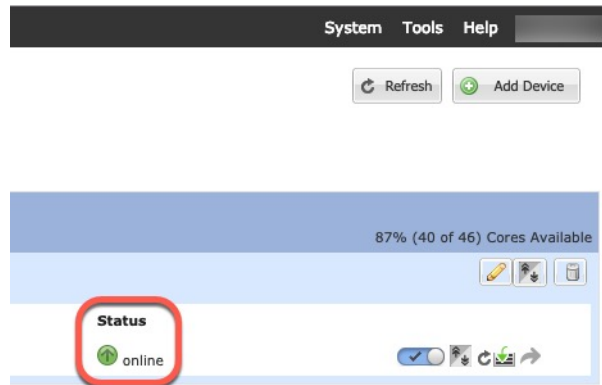 System Tools Help
Refresh Add Device
87% (40 of 46) Cores Available
Status
online